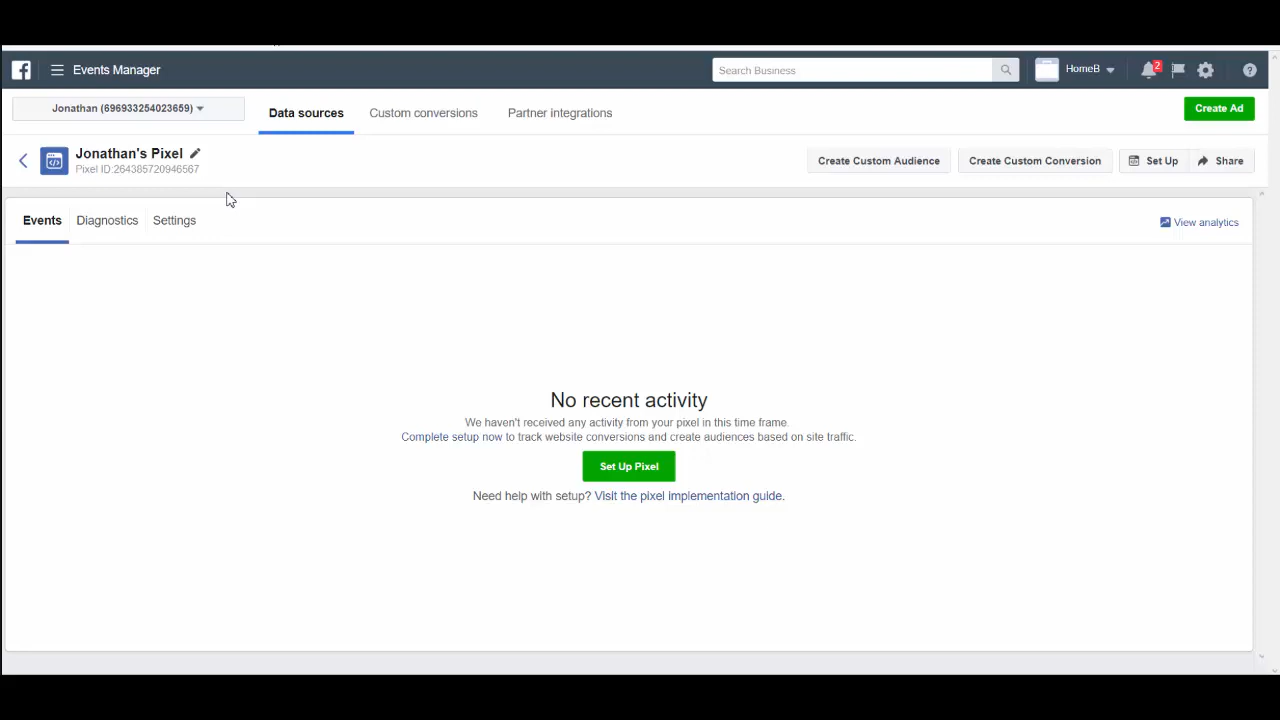 Events Manager
Search Business
HomeB
2
Jonathan (696933254023659)
Data sources
Custom conversions
Partner integrations
Create Ad
Jonathan's Pixel
Pixel ID:264385720946567
Create Custom Audience
Create Custom Conversion
Set Up
Share
Events
Diagnostics
Settings
View analytics
No recent activity
We haven't received any activity from your pixel in this time frame.
Complete setup now to track website conversions and create audiences based on site traffic.
Set Up Pixel
Need help with setup? Visit the pixel implementation guide.